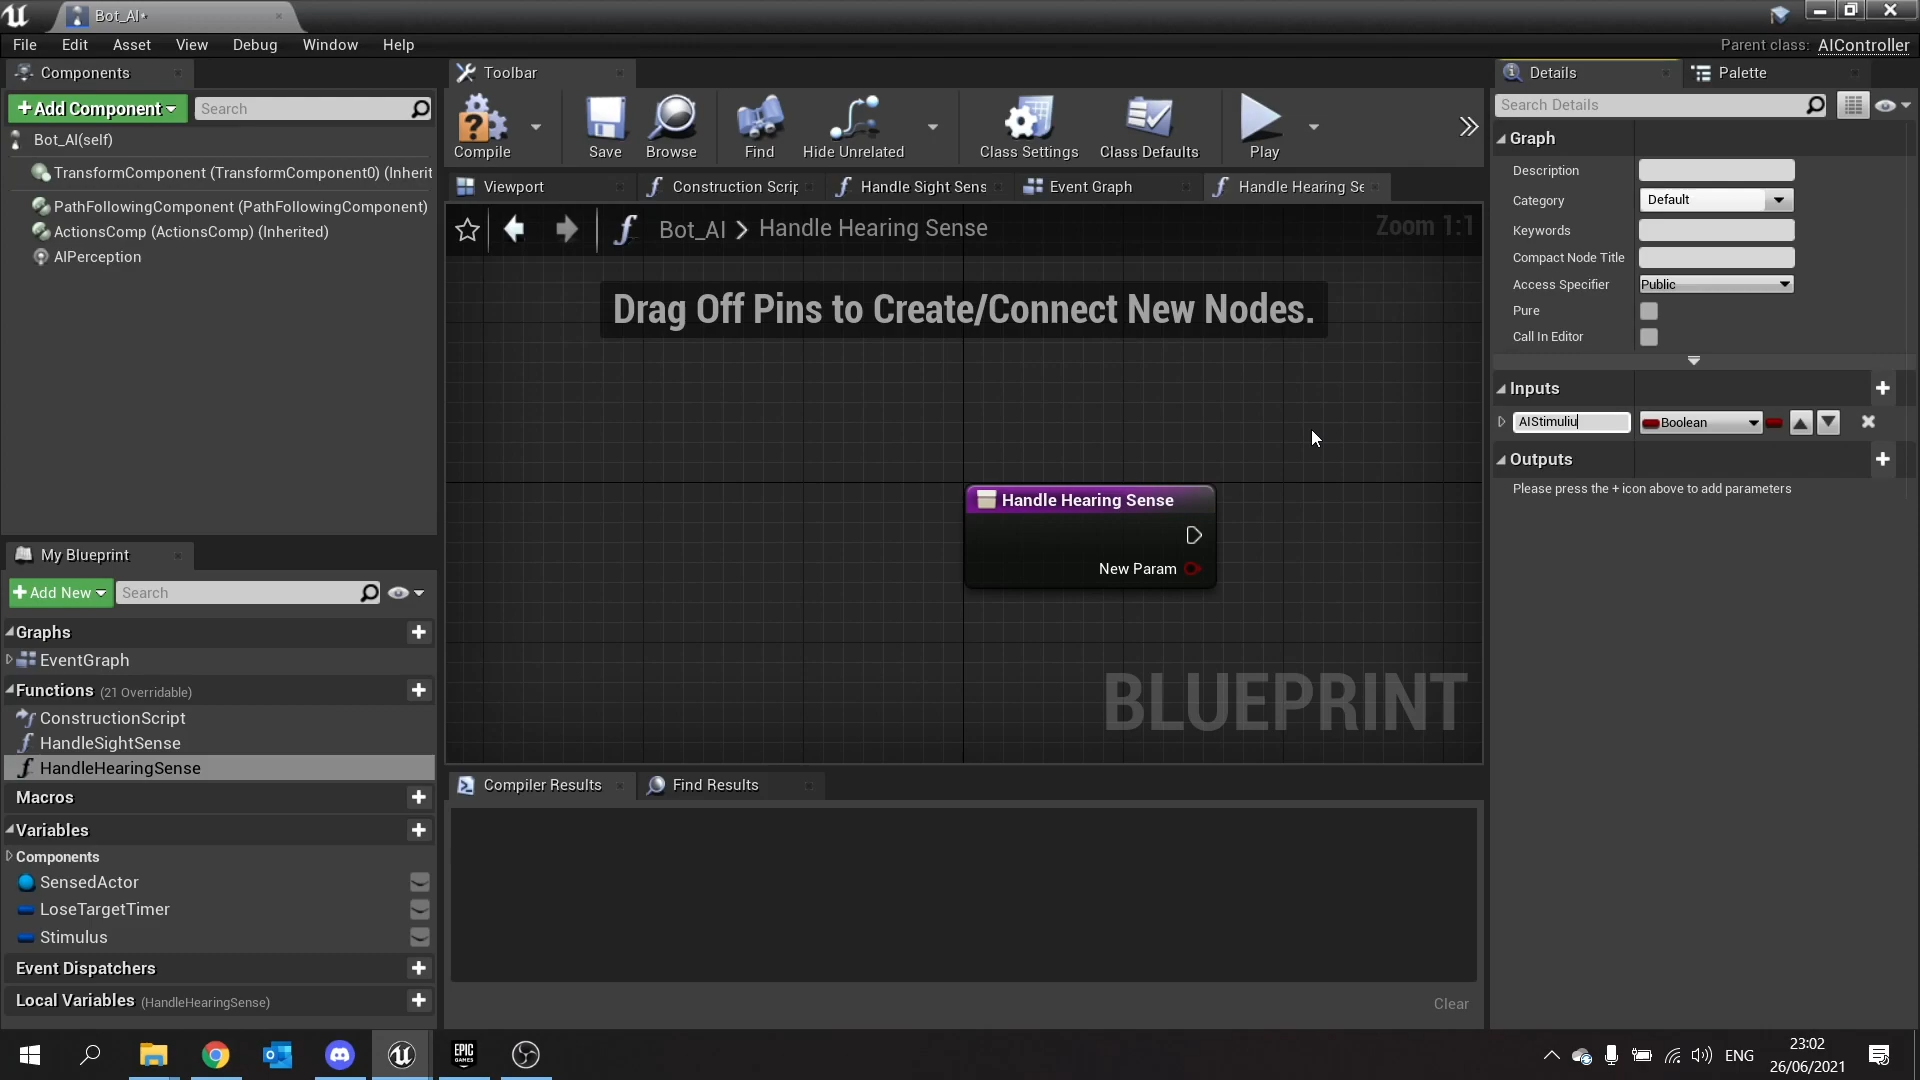 Bot_AI*
File Edit Asset View Debug Window Help
Parent class: AIController
Components
+Add Component
Search
Bot_AI(self)
TransformComponent (TransformComponent0) (Inherit
PathFollowingComponent (PathFollowingComponent)
ActionsComp (ActionsComp) (Inherited)
AIPerception
My Blueprint
+Add New
Search
Graphs
EventGraph
Functions (21 Overridable)
ConstructionScript
HandleSightSense
HandleHearingSense
Macros
Variables
Components
SensedActor
LoseTargetTimer
Stimulus
Event Dispatchers
Local Variables (HandleHearingSense)
Toolbar
Compile Save Browse Find Hide Unrelated Class Settings Class Defaults Play
Viewport Construction Scrip Handle Sight Sens Event Graph Handle Hearing Se
Bot_AI > Handle Hearing Sense
Zoom 1:1
Drag Off Pins to Create/Connect New Nodes.
Handle Hearing Sense
New Param
BLUEPRINT
Compiler Results Find Results
Clear
Details Palette
Search Details
Graph
Description
Category Default
Keywords
Compact Node Title
Access Specifier Public
Pure
Call In Editor
Inputs
AIStimuliu Boolean
Outputs
Please press the + icon above to add parameters
EPIC GAMES
ENG
23:02
26/06/2021